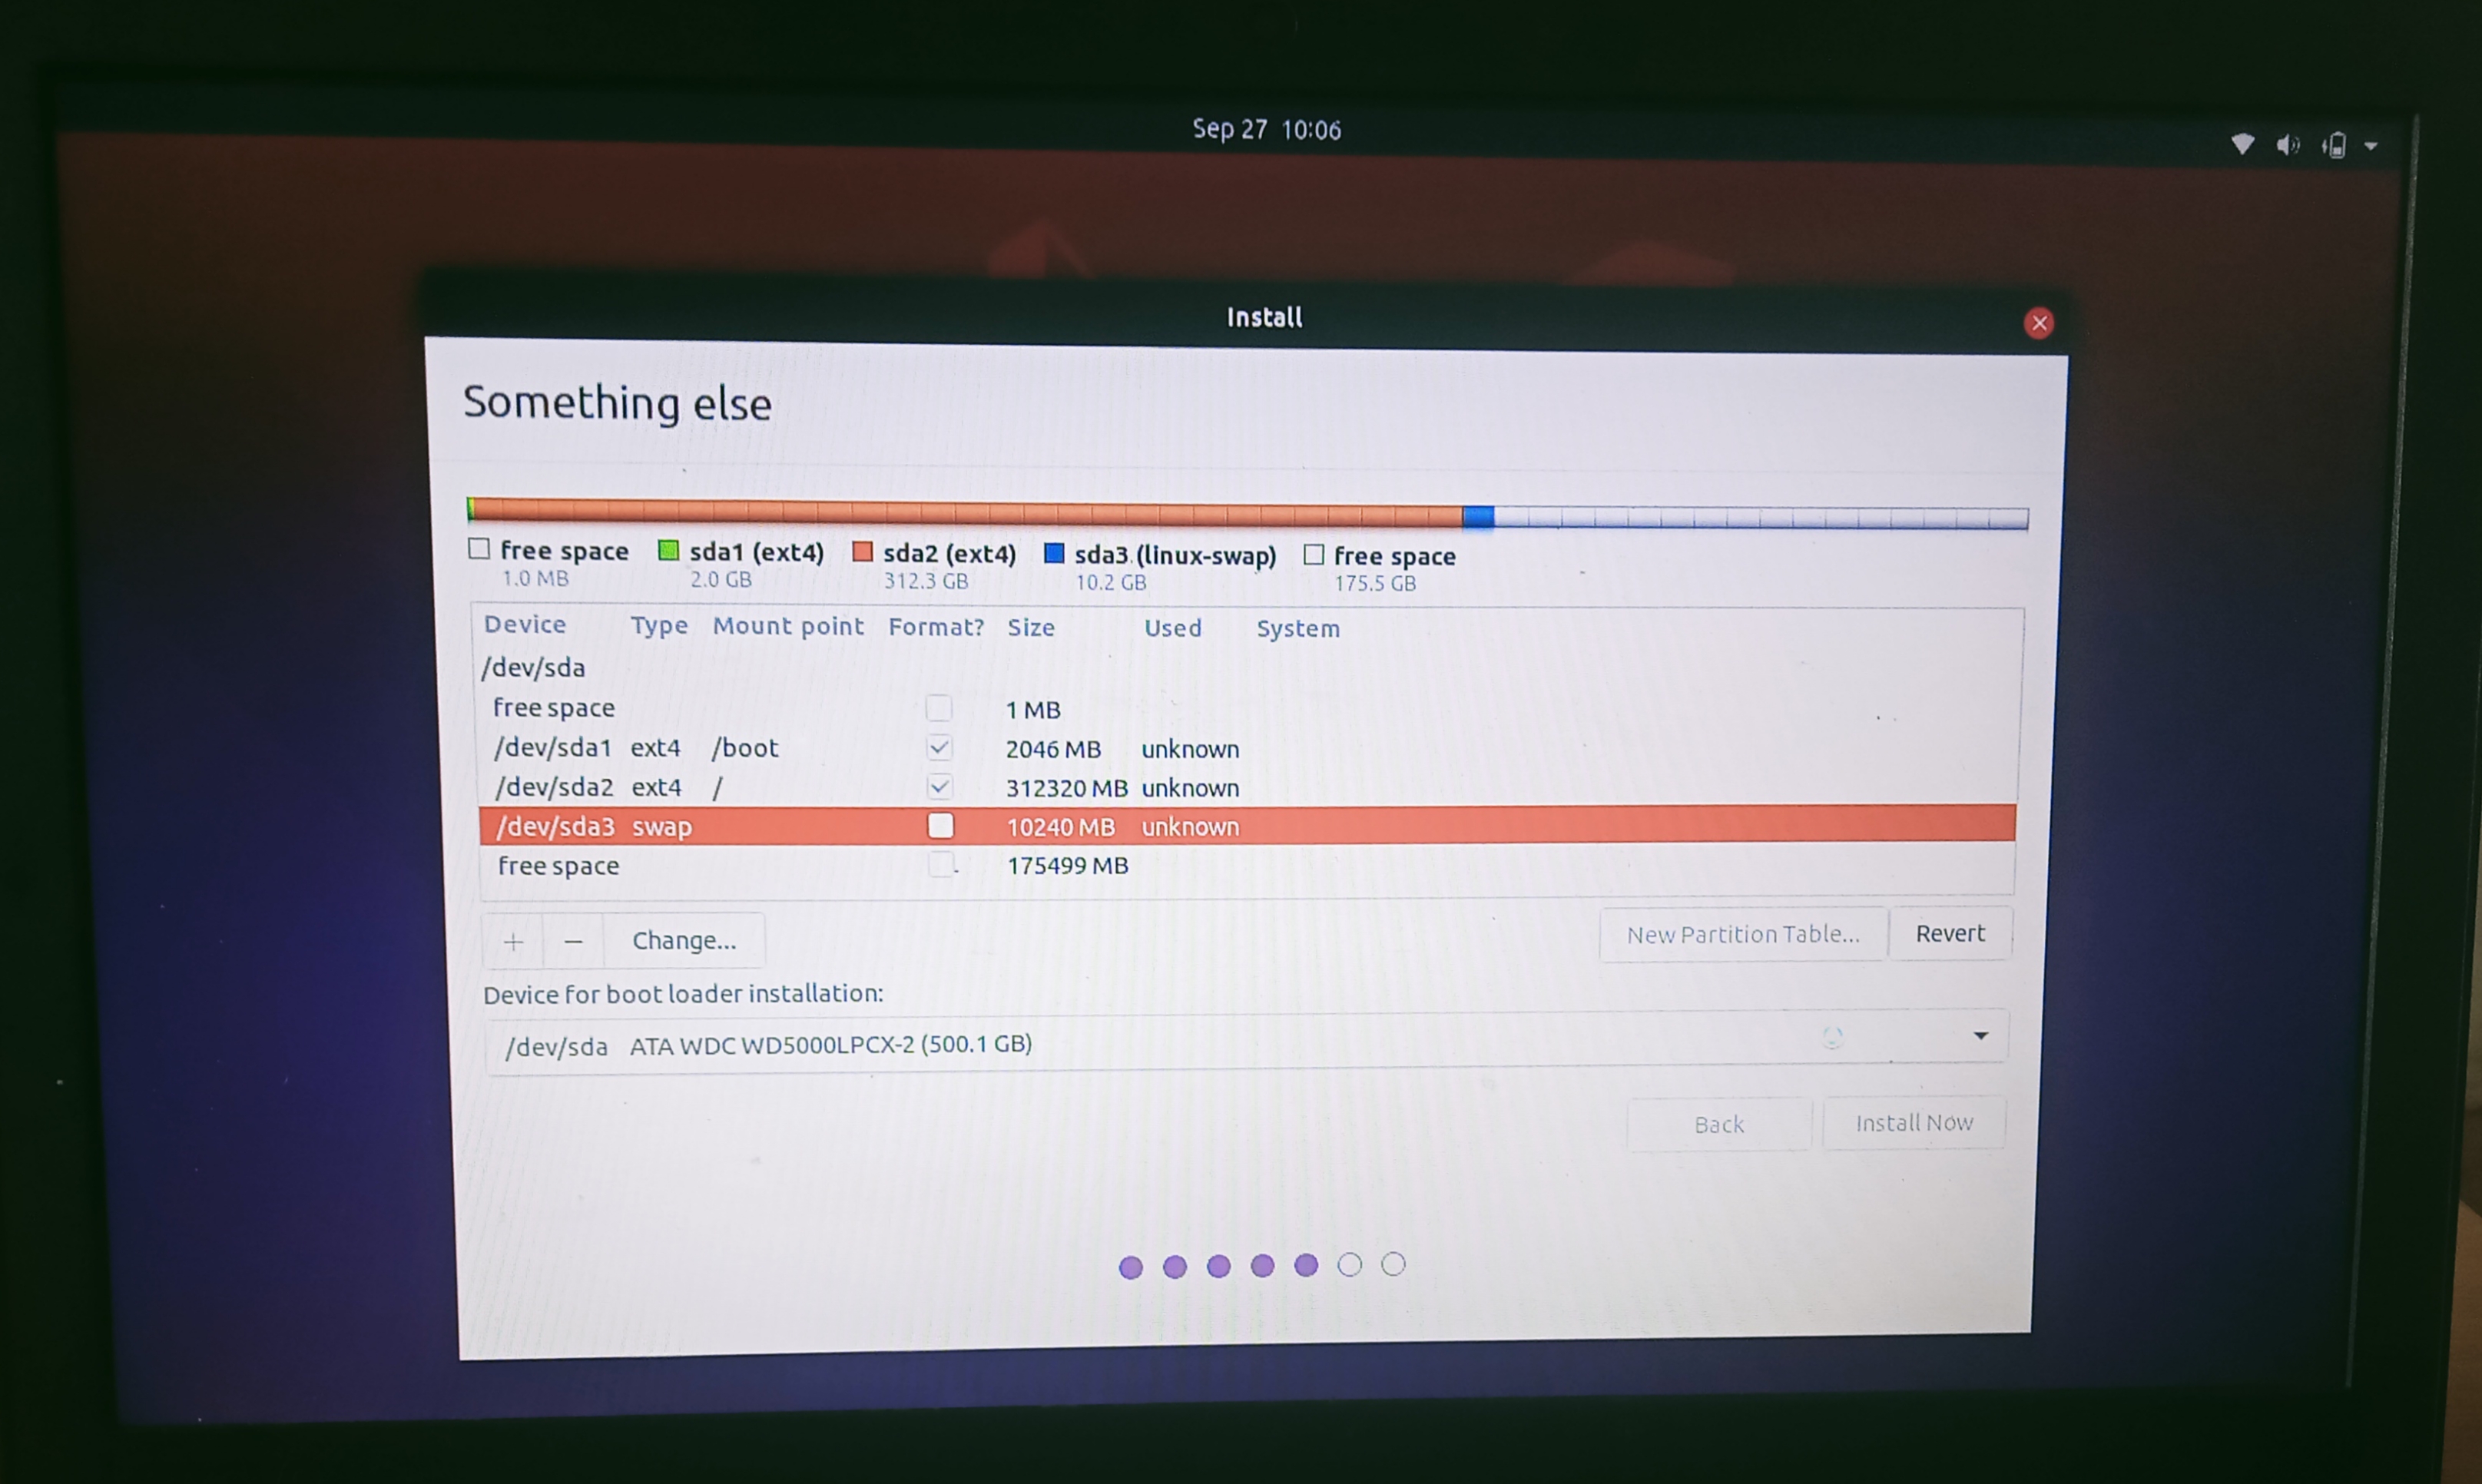 Sep 27 10:06
Install
Something else
free space sda1 (ext4) sda2 (ext4) sda3 (linux-swap) free space
1.0 MB 2.0 GB 312.3 GB 10.2 GB 175.5 GB
Device Type Mount point Format? Size Used System
/dev/sda
free space 1 MB
/dev/sda1 ext4 /boot 2046 MB unknown
/dev/sda2 ext4 / 312320 MB unknown
/dev/sda3 swap 10240 MB unknown
free space 175499 MB
+ − Change... New Partition Table... Revert
Device for boot loader installation:
/dev/sda ATA WDC WD5000LPCX-2 (500.1 GB)
Back Install Now